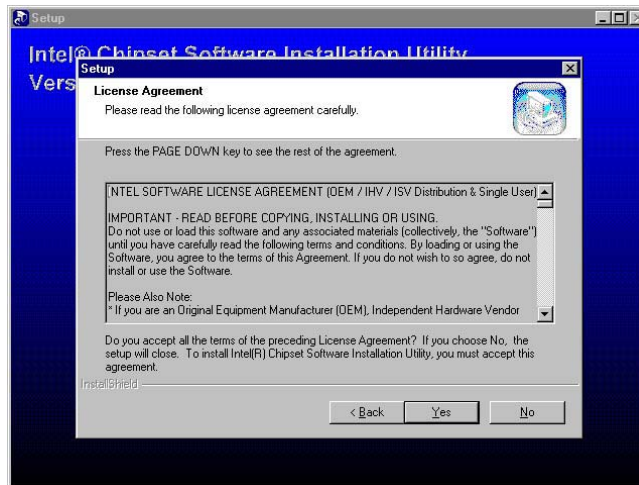 Setup
Intel® Chipset Software Installation Utility
Vers
Setup
License Agreement
Please read the following license agreement carefully.
Press the PAGE DOWN key to see the rest of the agreement.
NTEL SOFTWARE LICENSE AGREEMENT (OEM / IHV / ISV Distribution & Single User)
IMPORTANT - READ BEFORE COPYING, INSTALLING OR USING.
Do not use or load this software and any associated materials (collectively, the "Software")
until you have carefully read the following terms and conditions. By loading or using the
Software, you agree to the terms of this Agreement. If you do not wish to so agree, do not
install or use the Software.
Please Also Note:
* If you are an Original Equipment Manufacturer (OEM), Independent Hardware Vendor
Do you accept all the terms of the preceding License Agreement? If you choose No, the
setup will close. To install Intel(R) Chipset Software Installation Utility, you must accept this
agreement.
InstallShield
< Back
Yes
No